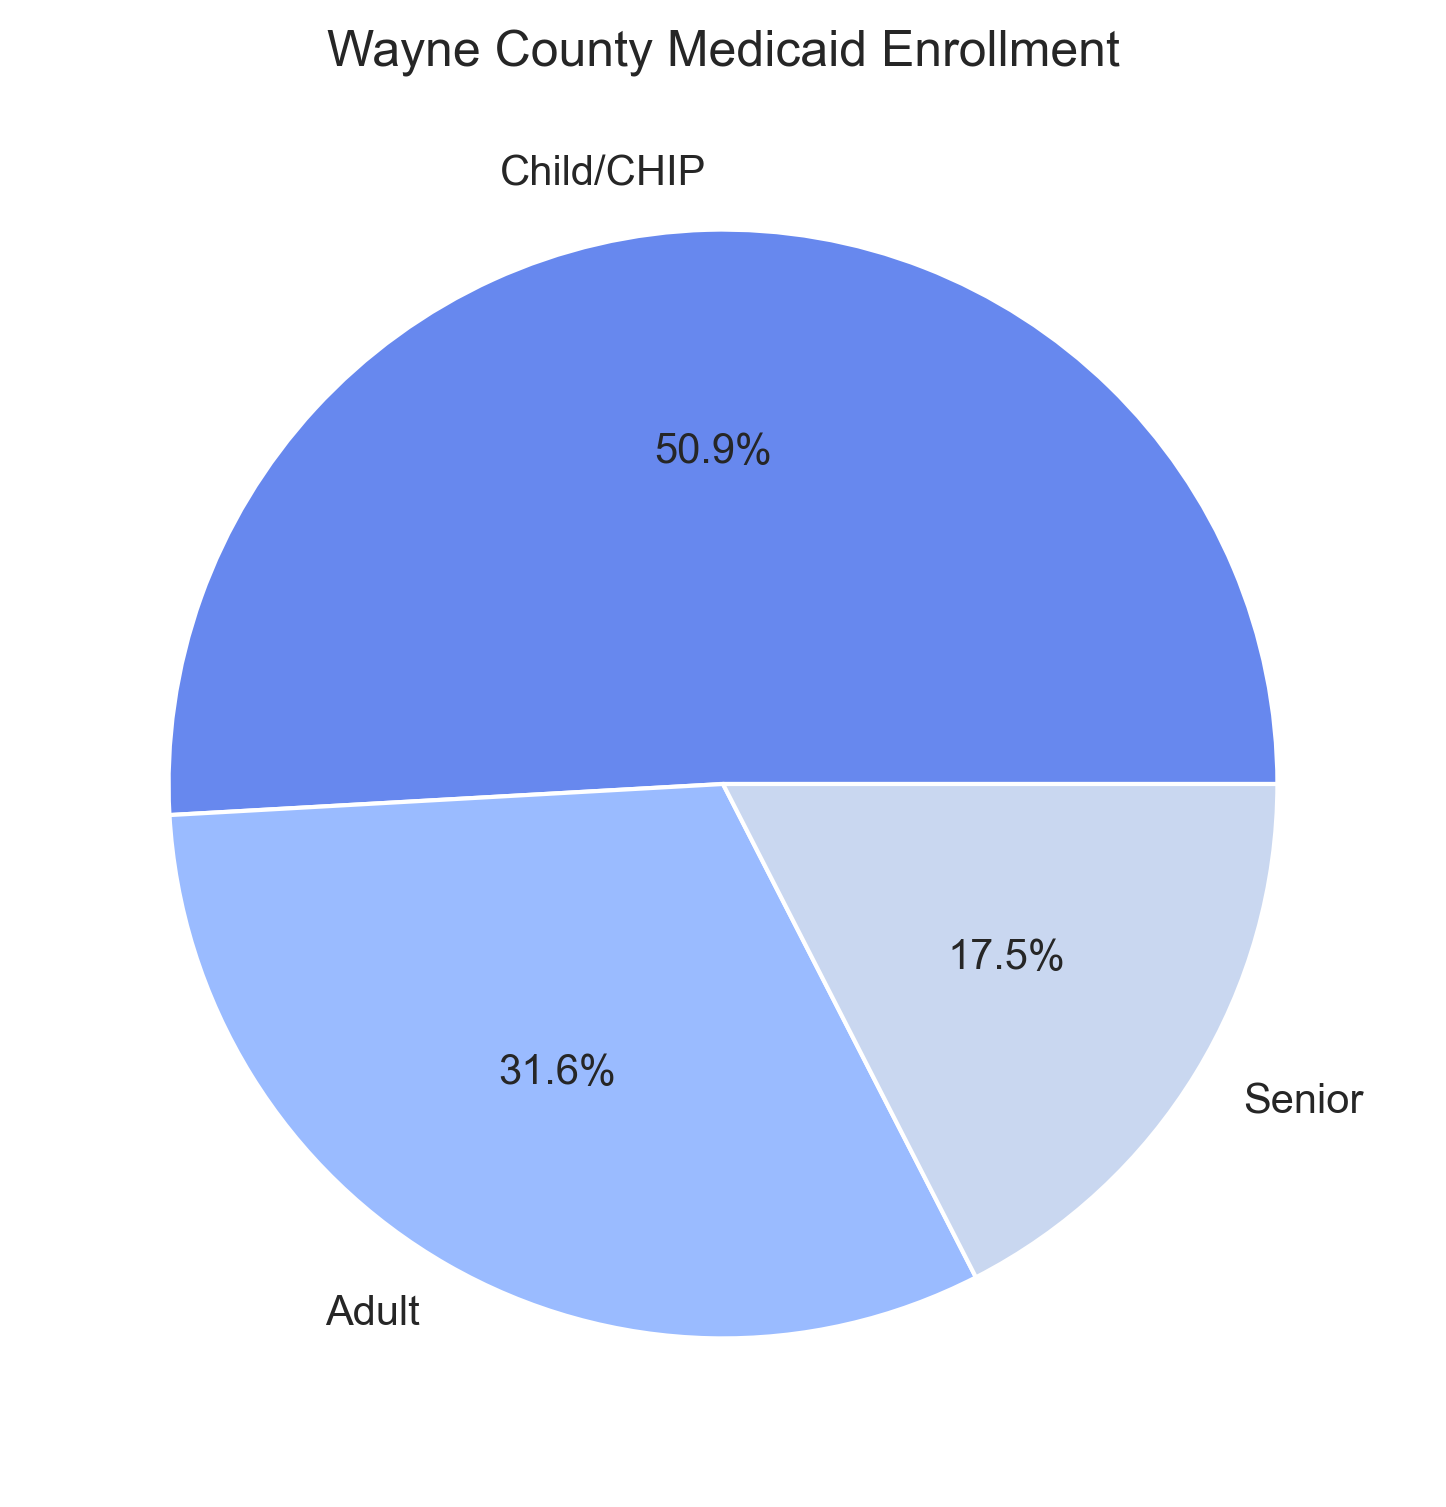 Wayne County Medicaid Enrollment
Child/CHIP
50.9%
17.5%
31.6%
Senior
Adult